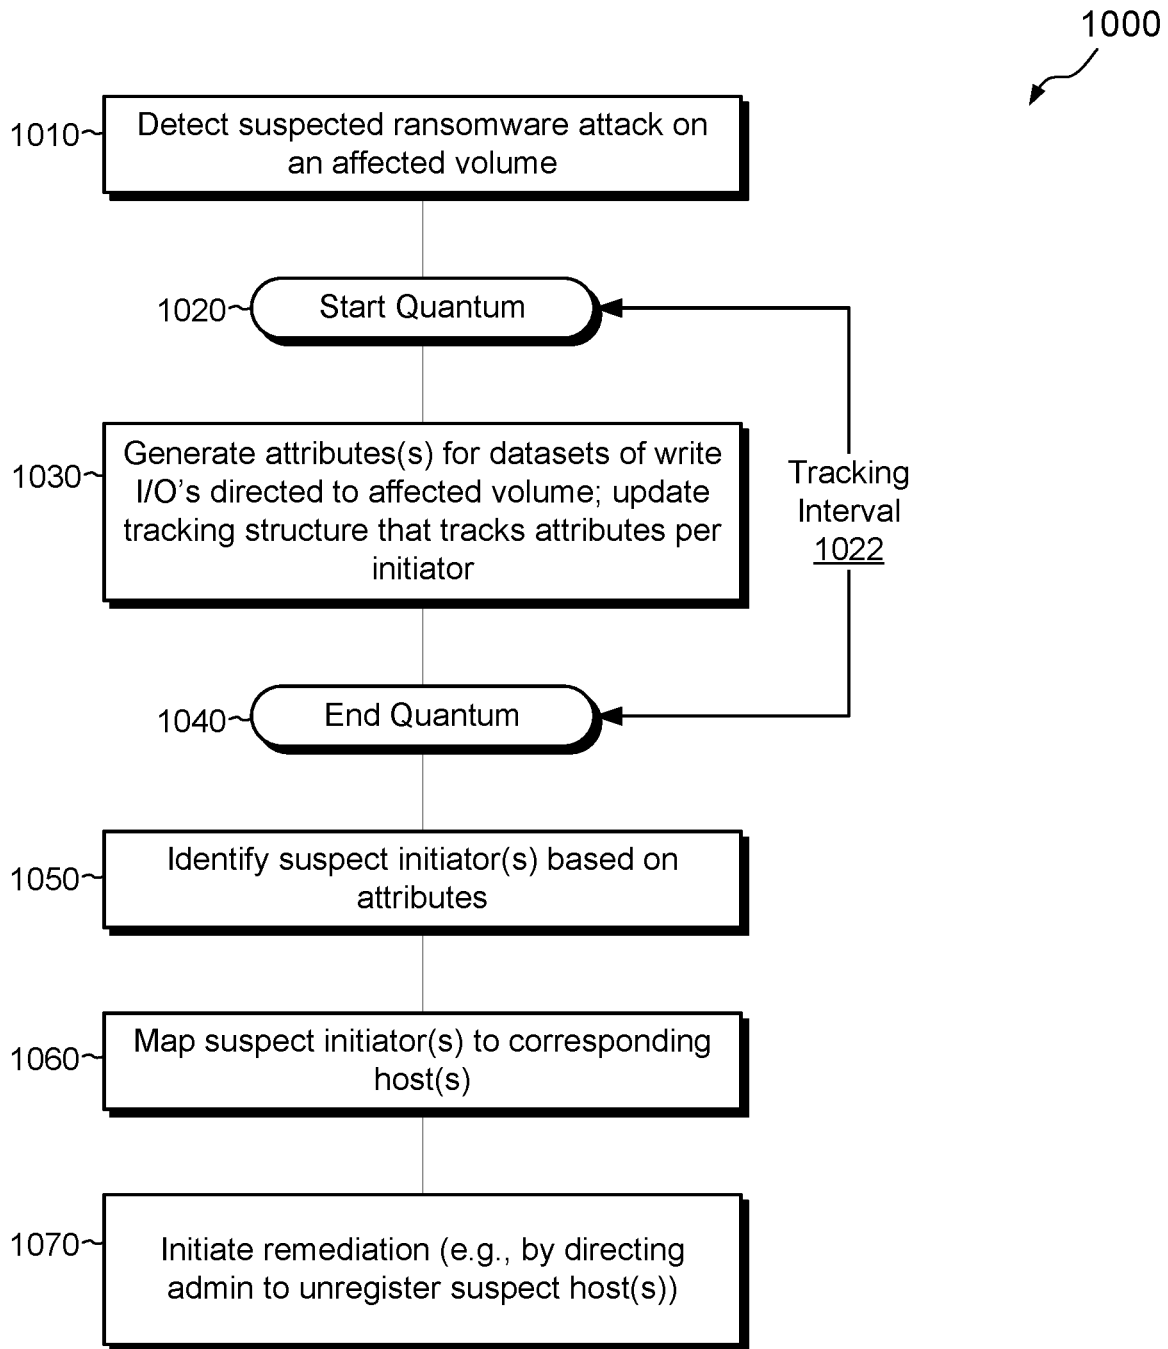 1000
1010
Detect suspected ransomware attack on
an affected volume
1020
Start Quantum
1030
Generate attributes(s) for datasets of write
I/O's directed to affected volume; update
tracking structure that tracks attributes per
initiator
Tracking
Interval
1022
1040
End Quantum
1050
Identify suspect initiator(s) based on
attributes
1060
Map suspect initiator(s) to corresponding
host(s)
1070
Initiate remediation (e.g., by directing
admin to unregister suspect host(s))